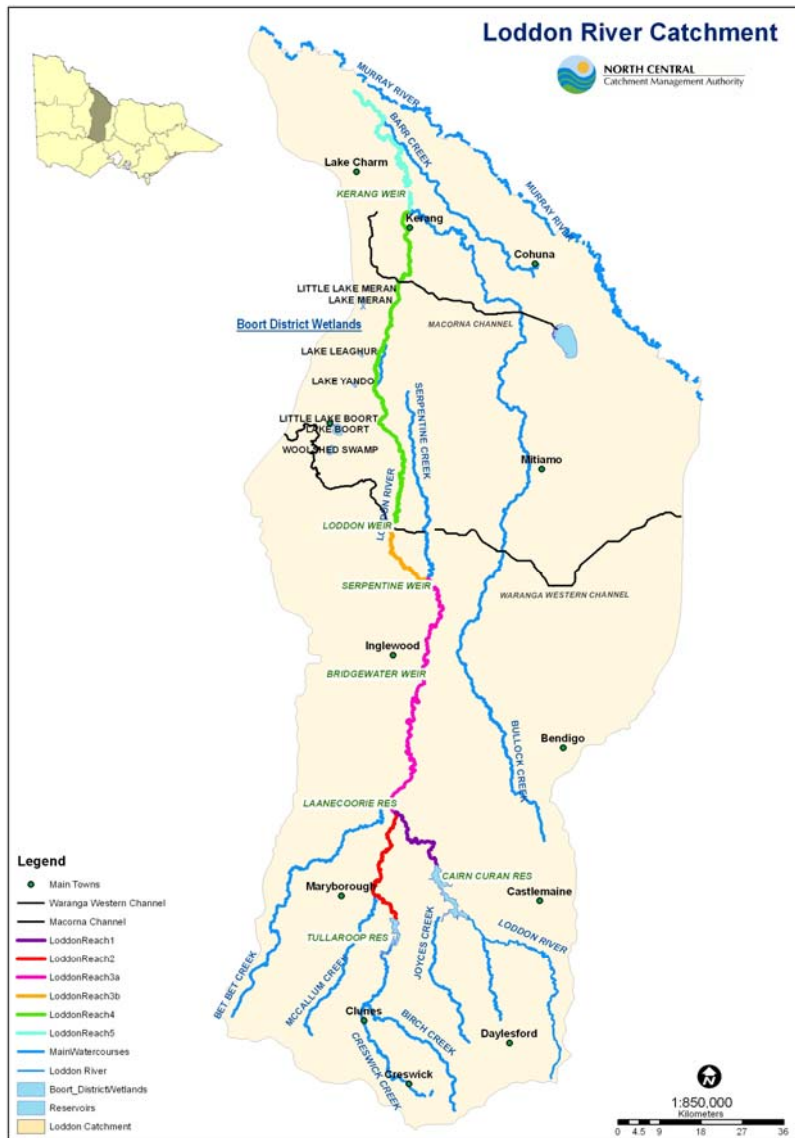 Loddon River Catchment
NORTH CENTRAL
Catchment Management Authority
MURRAY RIVER
BARR CREEK
Lake Charm
KERANG WEIR
MURRAY RIVER
Kerang
Cohuna
LITTLE LAKE MERAN
LAKE MERAN
MACORNA CHANNEL
Boort District Wetlands
LAKE LEAGHUR
LAKE YANDO
SERPENTINE CREEK
LITTLE LAKE BOORT
LAKE BOORT
WOOLSHED SWAMP
Mitiamo
LODDON RIVER
LODDON WEIR
SERPENTINE WEIR
WARANGA WESTERN CHANNEL
Inglewood
BRIDGEWATER WEIR
BULLOCK CREEK
Bendigo
LAANECOORIE RES
CAIRN CURAN RES
Maryborough
Castlemaine
TULLAROOP RES
JOYCES CREEK
LODDON RIVER
BET BET CREEK
MCCALLUM CREEK
Clunes
BIRCH CREEK
Daylesford
CRESWICK CREEK
Creswick
Legend
Main Towns
Waranga Western Channel
Macorna Channel
LoddonReach1
LoddonReach2
LoddonReach3a
LoddonReach3b
LoddonReach4
LoddonReach5
MainWatercourses
Loddon River
Boort_DistrictWetlands
Reservoirs
Loddon Catchment
N
1:850,000
Kilometers
0 4.5 9 18 27 36